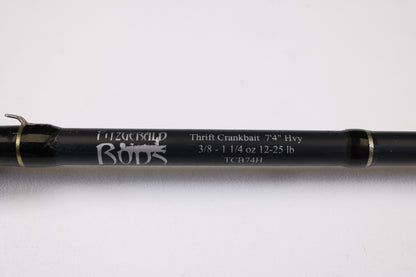 FITZGERALD
RODS
Thrift Crankbait 7'4" Hvy
3/8 - 1 1/4 oz 12-25 lb
TCB74H